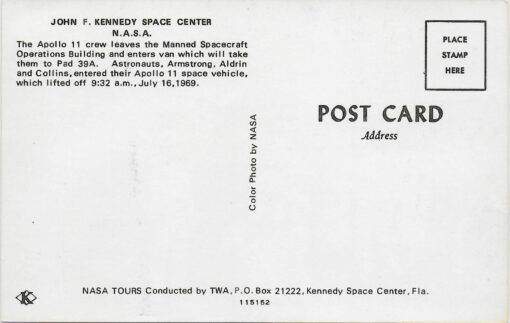 JOHN F. KENNEDY SPACE CENTER
N.A.S.A.
The Apollo 11 crew leaves the Manned Spacecraft
Operations Building and enters van which will take
them to Pad 39A. Astronauts, Armstrong, Aldrin
and Collins, entered their Apollo 11 space vehicle,
which lifted off 9:32 a.m., July 16, 1969.
PLACE
STAMP
HERE
POST CARD
Address
Color Photo by NASA
K
NASA TOURS Conducted by TWA, P.O. Box 21222, Kennedy Space Center, Fla.
115152